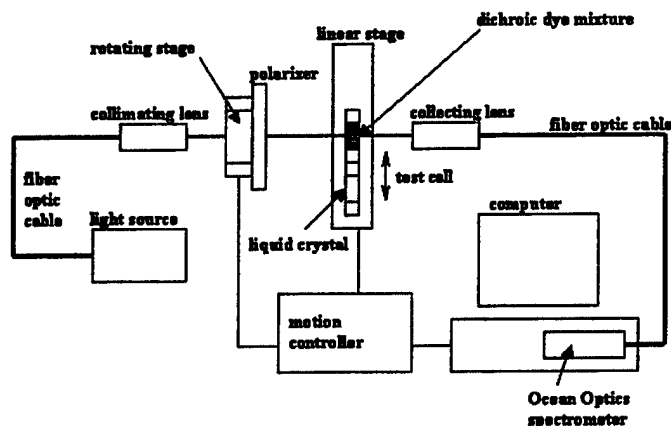 dichroic dye mixture
linear stage
rotating stage
polarizer
collimating lens
collecting lens
fiber optic cable
test cell
fiber
optic
cable
light source
computer
liquid crystal
motion
controller
Ocean Optics
spectrometer